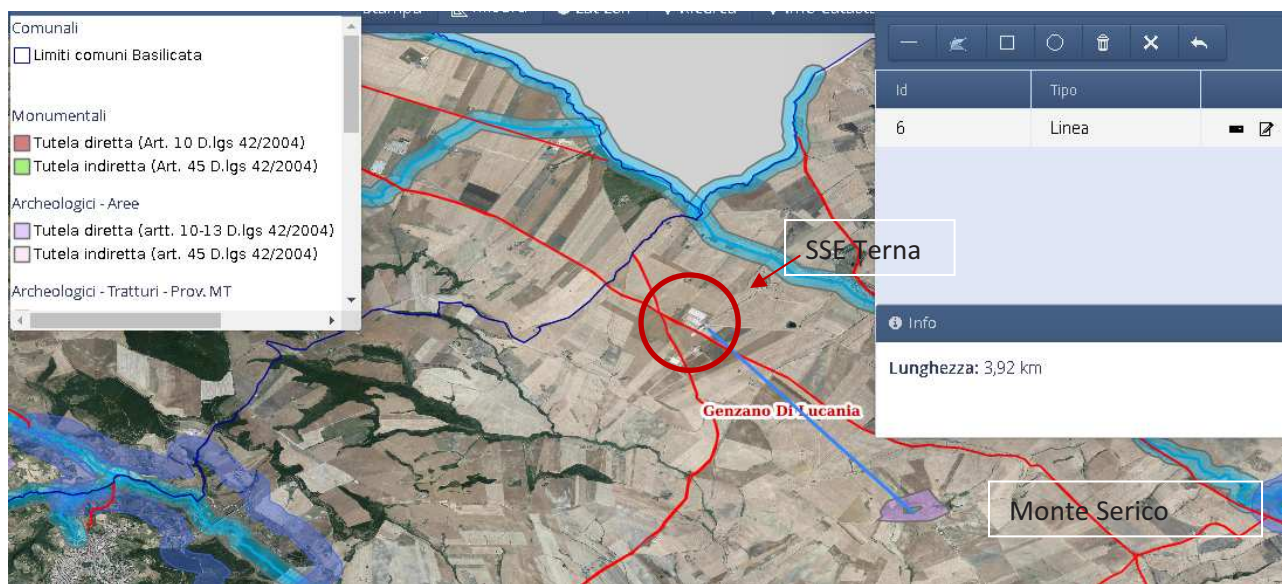 Comunali
Limiti comuni Basilicata
Monumentali
Tutela diretta (Art. 10 D.lgs 42/2004)
Tutela indiretta (Art. 45 D.lgs 42/2004)
Archeologici - Aree
Tutela diretta (artt. 10-13 D.lgs 42/2004)
Tutela indiretta (art. 45 D.lgs 42/2004)
Archeologici - Tratturi - Prov. MT
Id Tipo
6 Linea
SSE Terna
Info
Lunghezza: 3,92 km
Genzano Di Lucania
Monte Serico